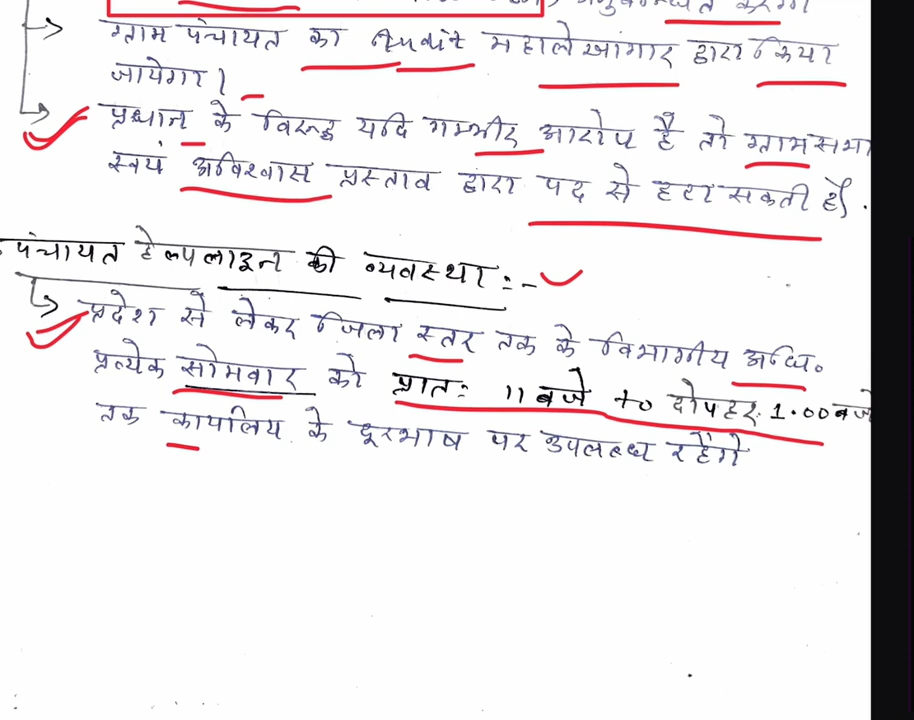 करेगा
ग्राम पंचायत का महालेखागार द्वारा किया
जायेगा।
प्रधान के विरूद्ध यदि गम्भीर आरोप है तो ग्रामसभा
स्वयं अविश्वास प्रस्ताव द्वारा पद से हटा सकती है।
पंचायत हेल्पलाइन की व्यवस्था :-
प्रदेश से लेकर जिला स्तर तक के विभागीय अधि०
प्रत्येक सोमवार को प्रातः 11 बजे to दोपहर 1.00 बजे
तक कार्यालय के दूरभाष पर उपलब्ध रहेंगे